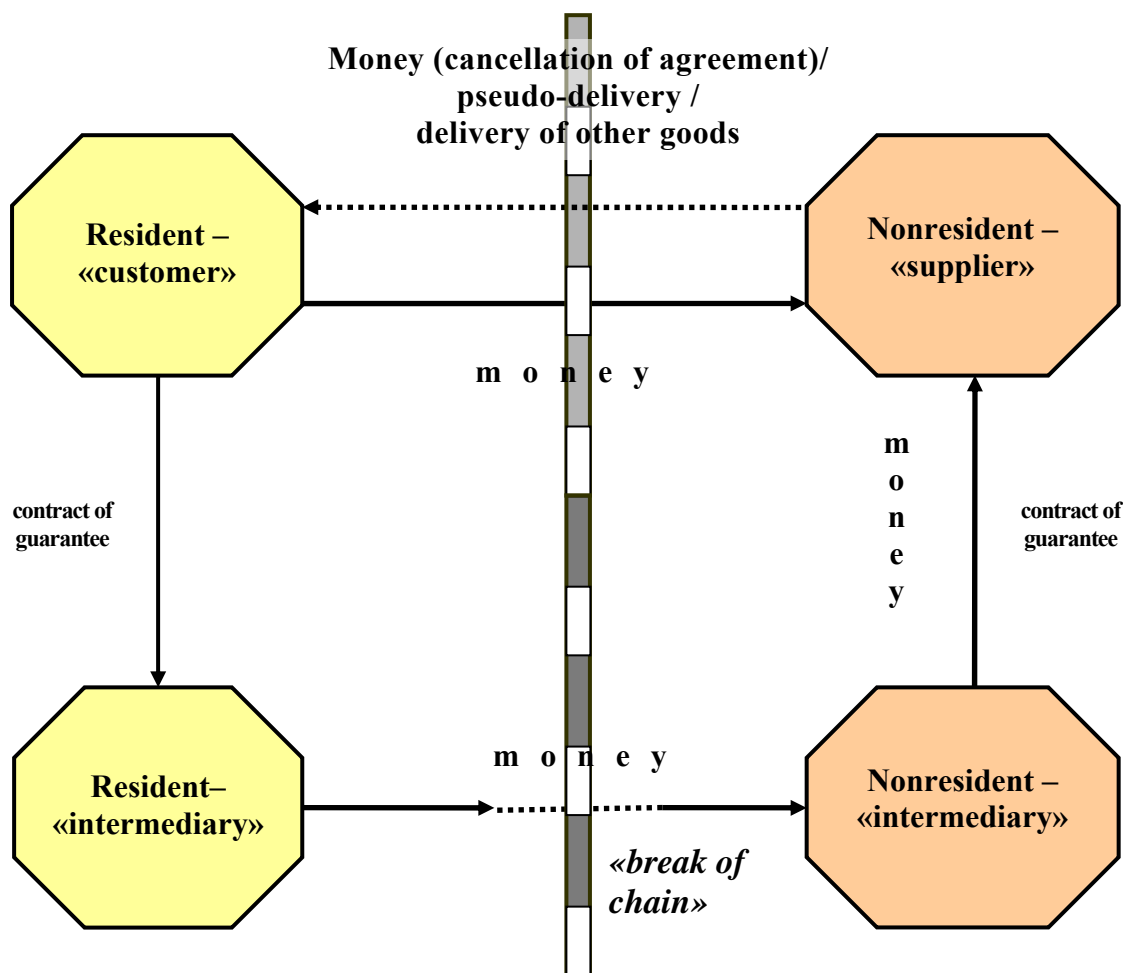 Money (cancellation of agreement)/
pseudo-delivery /
delivery of other goods
Resident –
«customer»
Nonresident –
«supplier»
m o n e y
m
o
n
e
y
contract of
guarantee
contract of
guarantee
m o n e y
Resident–
«intermediary»
Nonresident –
«intermediary»
«break of
chain»